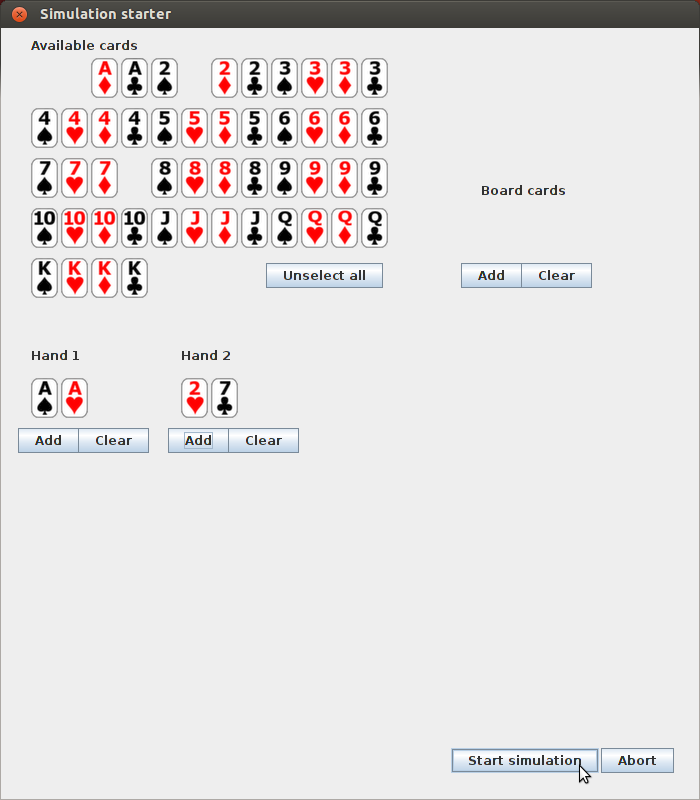 Simulation starter
Available cards
A A 2 2 2 3 3 3 3
4 4 4 4 5 5 5 5 6 6 6 6
7 7 7 8 8 8 8 9 9 9 9
Board cards
10 10 10 10 J J J J Q Q Q Q
K K K K
Unselect all
Add Clear
Hand 1 Hand 2
A A 2 7
Add Clear Add Clear
Start simulation Abort